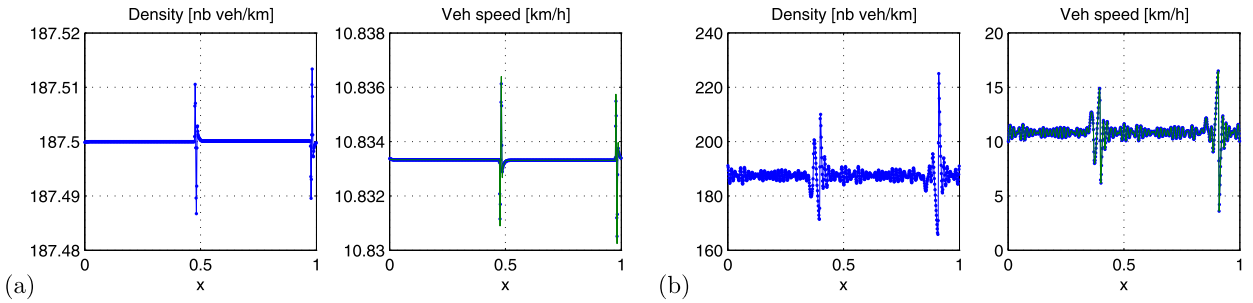 Density [nb veh/km]
187.52
187.51
187.5
187.49
187.48
0 0.5 1
x
Veh speed [km/h]
10.838
10.836
10.834
10.832
10.83
0 0.5 1
x
(a)
Density [nb veh/km]
240
220
200
180
160
0 0.5 1
x
Veh speed [km/h]
20
15
10
5
0
0 0.5 1
x
(b)